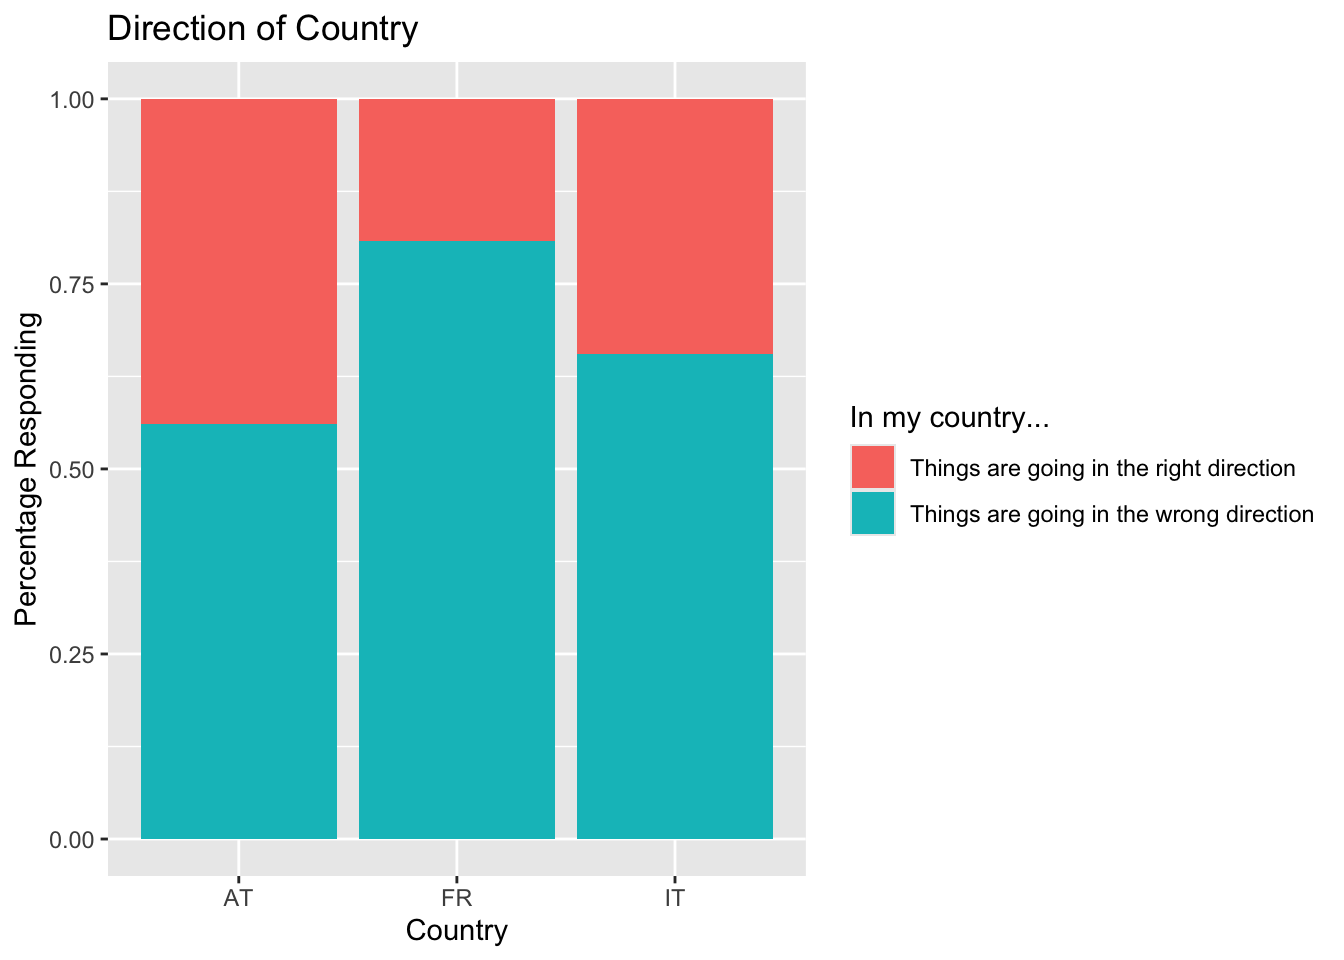 Direction of Country
1.00
0.75
0.50
0.25
0.00
Percentage Responding
AT FR IT
Country
In my country...
Things are going in the right direction
Things are going in the wrong direction